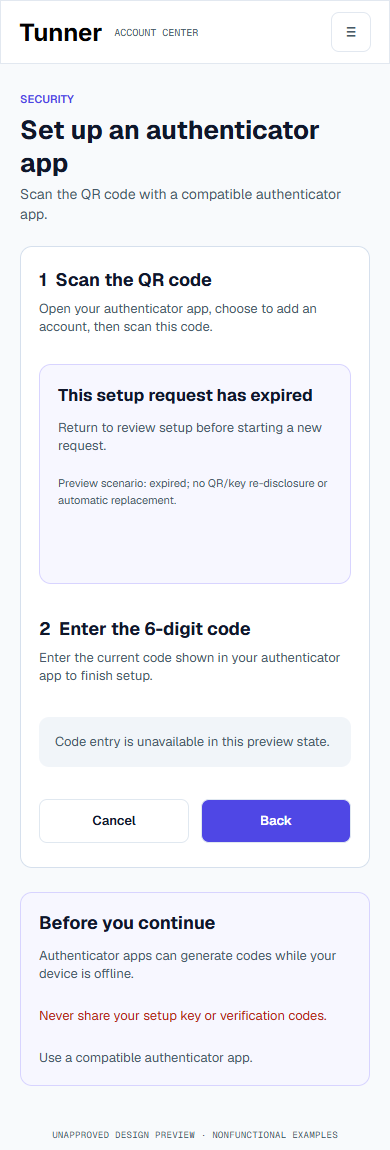 Tunner ACCOUNT CENTER
SECURITY
Set up an authenticator
app
Scan the QR code with a compatible authenticator
app.
1 Scan the QR code
Open your authenticator app, choose to add an
account, then scan this code.
This setup request has expired
Return to review setup before starting a new
request.
Preview scenario: expired; no QR/key re-disclosure or
automatic replacement.
2 Enter the 6-digit code
Enter the current code shown in your authenticator
app to finish setup.
Code entry is unavailable in this preview state.
Cancel Back
Before you continue
Authenticator apps can generate codes while your
device is offline.
Never share your setup key or verification codes.
Use a compatible authenticator app.
UNAPPROVED DESIGN PREVIEW · NONFUNCTIONAL EXAMPLES